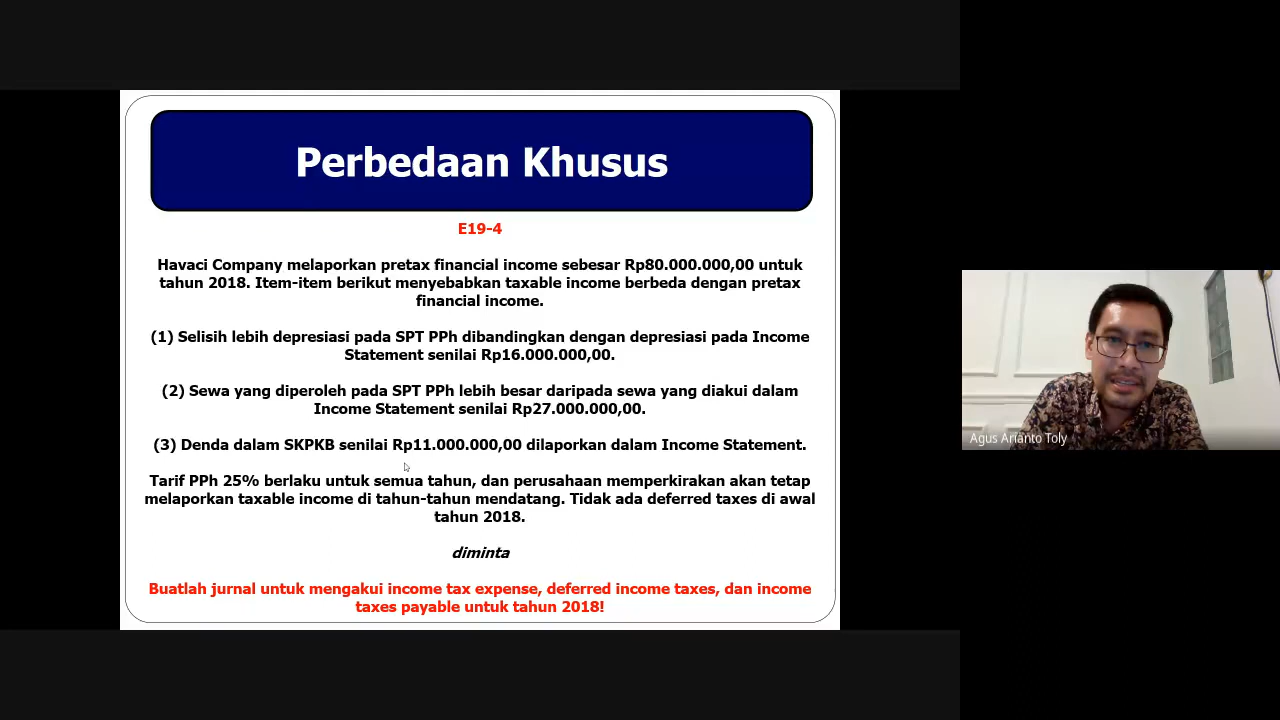 Perbedaan Khusus
E19-4
Havaci Company melaporkan pretax financial income sebesar Rp80.000.000,00 untuk
tahun 2018. Item-item berikut menyebabkan taxable income berbeda dengan pretax
financial income.
(1) Selisih lebih depresiasi pada SPT PPh dibandingkan dengan depresiasi pada Income
Statement senilai Rp16.000.000,00.
(2) Sewa yang diperoleh pada SPT PPh lebih besar daripada sewa yang diakui dalam
Income Statement senilai Rp27.000.000,00.
(3) Denda dalam SKPKB senilai Rp11.000.000,00 dilaporkan dalam Income Statement.
Tarif PPh 25% berlaku untuk semua tahun, dan perusahaan memperkirakan akan tetap
melaporkan taxable income di tahun-tahun mendatang. Tidak ada deferred taxes di awal
tahun 2018.
diminta
Buatlah jurnal untuk mengakui income tax expense, deferred income taxes, dan income
taxes payable untuk tahun 2018!
Agus Arianto Toly